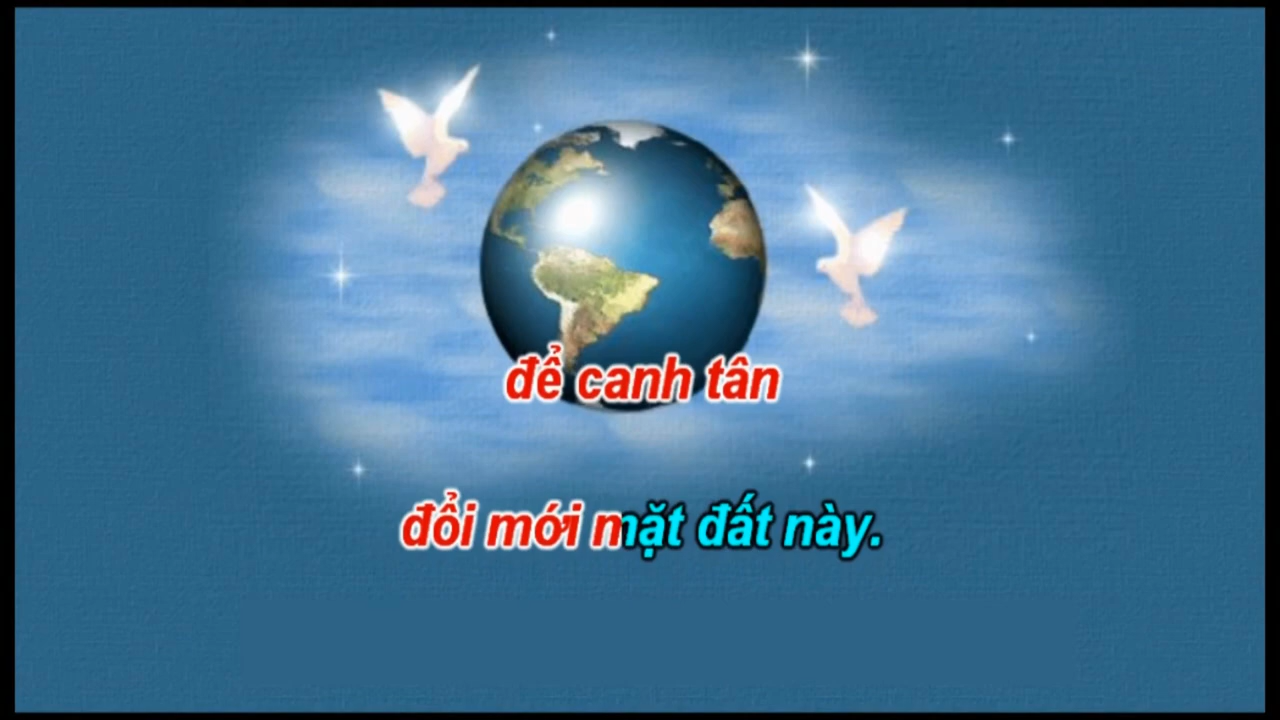 để canh tân
đổi mới mặt đất này.